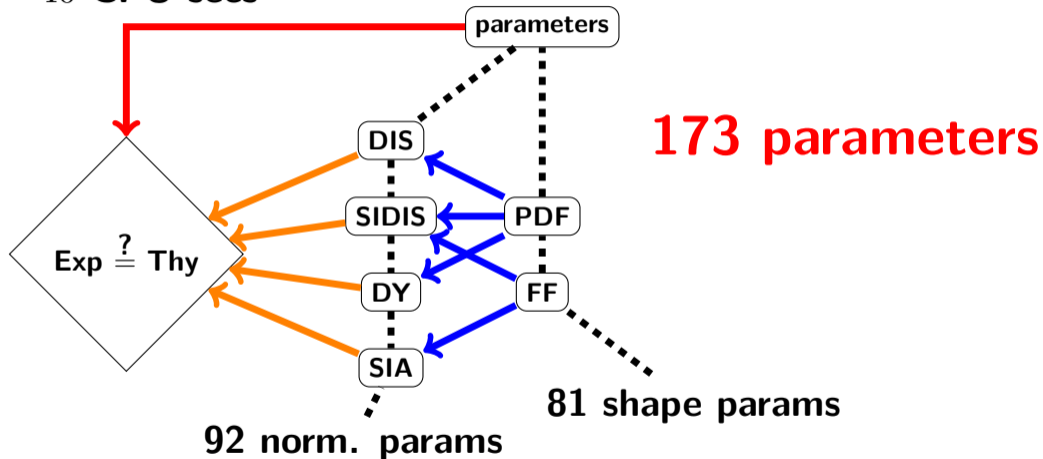 parameters
173 parameters
DIS
SIDIS
PDF
Exp ?= Thy
DY
FF
SIA
81 shape params
92 norm. params